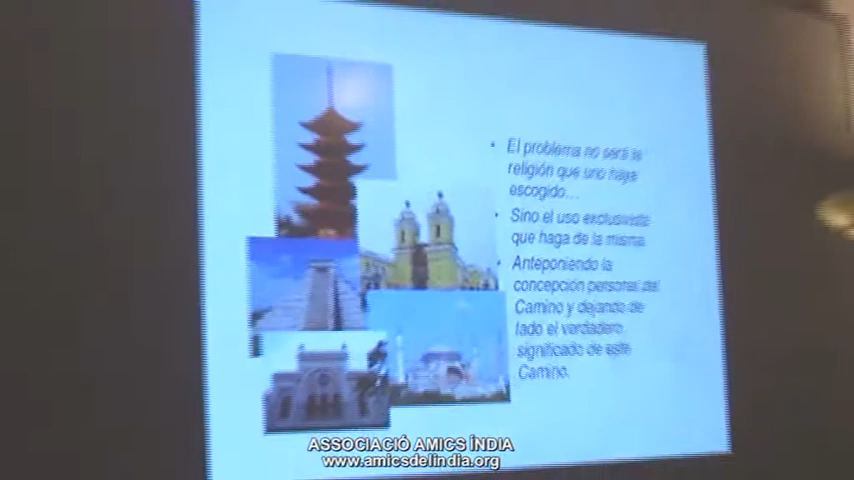 • El problema no será la
religión que uno haya
escogido...
• Sino el uso exclusivista
que haga de la misma.
• Anteponiendo la
concepción personal del
Camino y dejando de
lado el verdadero
significado de este
Camino.
ASSOCIACIÓ AMICS ÍNDIA
www.amicsdelindia.org